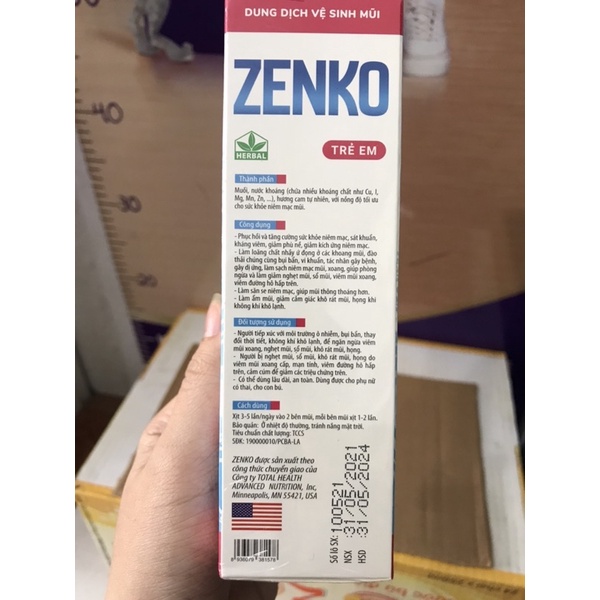 DUNG DỊCH VỆ SINH MŨI
ZENKO
HERBAL
TRẺ EM
Thành phần
Muối, nước khoáng (chứa nhiều khoáng chất như Cu, I,
Mg, Mn, Zn, ...), hương cam tự nhiên, với nồng độ tối ưu
cho sức khỏe niêm mạc mũi.
Công dụng
- Phục hồi và tăng cường sức khỏe niêm mạc, sát khuẩn,
kháng viêm, giảm phù nề, giảm kích ứng niêm mạc.
- Làm loãng chất nhầy ứ đọng ở các khoang mũi, đào
thải chúng cùng bụi bẩn, vi khuẩn, tác nhân gây bệnh,
gây dị ứng, làm sạch niêm mạc mũi, xoang, giúp phòng
ngừa và làm giảm nghẹt mũi, sổ mũi, viêm mũi xoang,
viêm đường hô hấp trên.
- Làm săn se niêm mạc, giúp mũi thông thoáng hơn.
- Làm ẩm mũi, giảm cảm giác khô rát mũi, họng khi
không khí khô lạnh.
Đối tượng sử dụng
- Người tiếp xúc với môi trường ô nhiễm, bụi bẩn, thay
đổi thời tiết, không khí khô lạnh, để ngăn ngừa viêm
mũi xoang, nghẹt mũi, sổ mũi, khô rát mũi, họng.
- Người bị nghẹt mũi, sổ mũi, khô rát mũi, họng do
viêm mũi xoang cấp, mạn tính, viêm đường hô hấp
trên, cảm cúm để giảm các triệu chứng trên.
- Có thể dùng lâu dài, an toàn. Dùng được cho phụ nữ
có thai, cho con bú.
Cách dùng
Xịt 3-5 lần/ngày vào 2 bên mũi, mỗi bên mũi xịt 1-2 lần.
Bảo quản: Ở nhiệt độ thường, tránh nắng mặt trời.
Tiêu chuẩn chất lượng: TCCS
SĐK: 190000010/PCBA-LA
ZENKO được sản xuất theo
công thức chuyển giao của
Công ty TOTAL HEALTH
ADVANCED NUTRITION, Inc,
Minneapolis, MN 55421, USA
Số lô SX: 100521
NSX 31/05/2021
HSD 31/05/2024
40
30
20